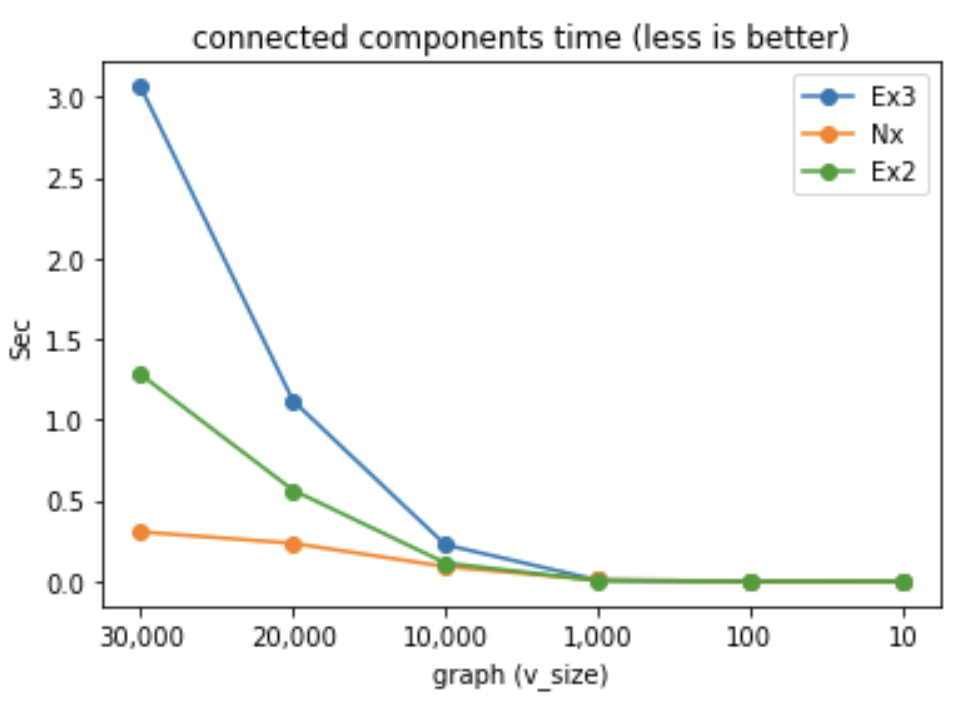 connected components time (less is better)
Ex3
Nx
Ex2
3.0
2.5
2.0
1.5
1.0
0.5
0.0
Sec
30,000 20,000 10,000 1,000 100 10
graph (v_size)